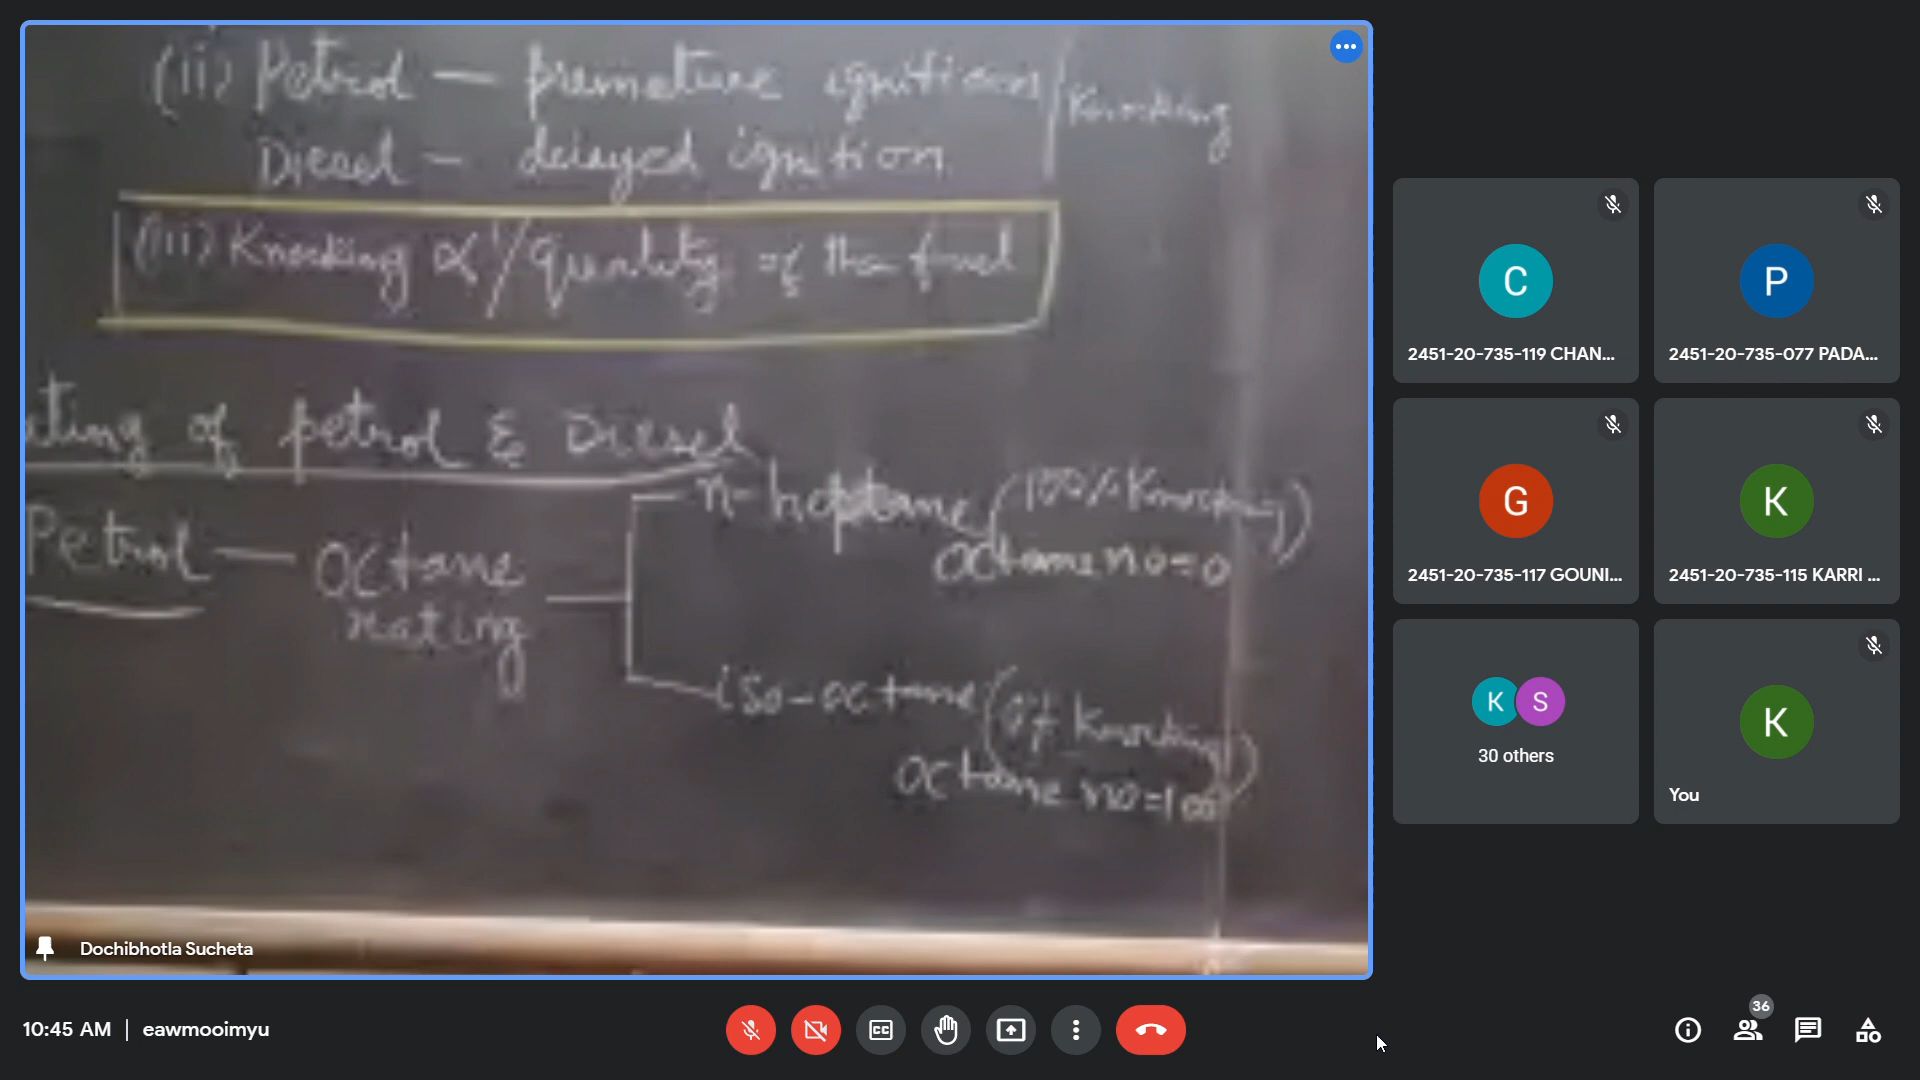 (ii) Petrol — premature ignition
Knocking
Diesel — delayed ignition
(iii) Knocking ∝ 1/quality of the fuel
ating of petrol & Diesel
n-heptane (100% Knocking)
octane no=0
Petrol — octane
rating
iso-octane (0% Knocking)
octane no=100
Dochibhotla Sucheta
C
2451-20-735-119 CHAN...
P
2451-20-735-077 PADA...
G
2451-20-735-117 GOUNI...
K
2451-20-735-115 KARRI ...
K S
30 others
K
You
10:45 AM | eawmooimyu
CC
36